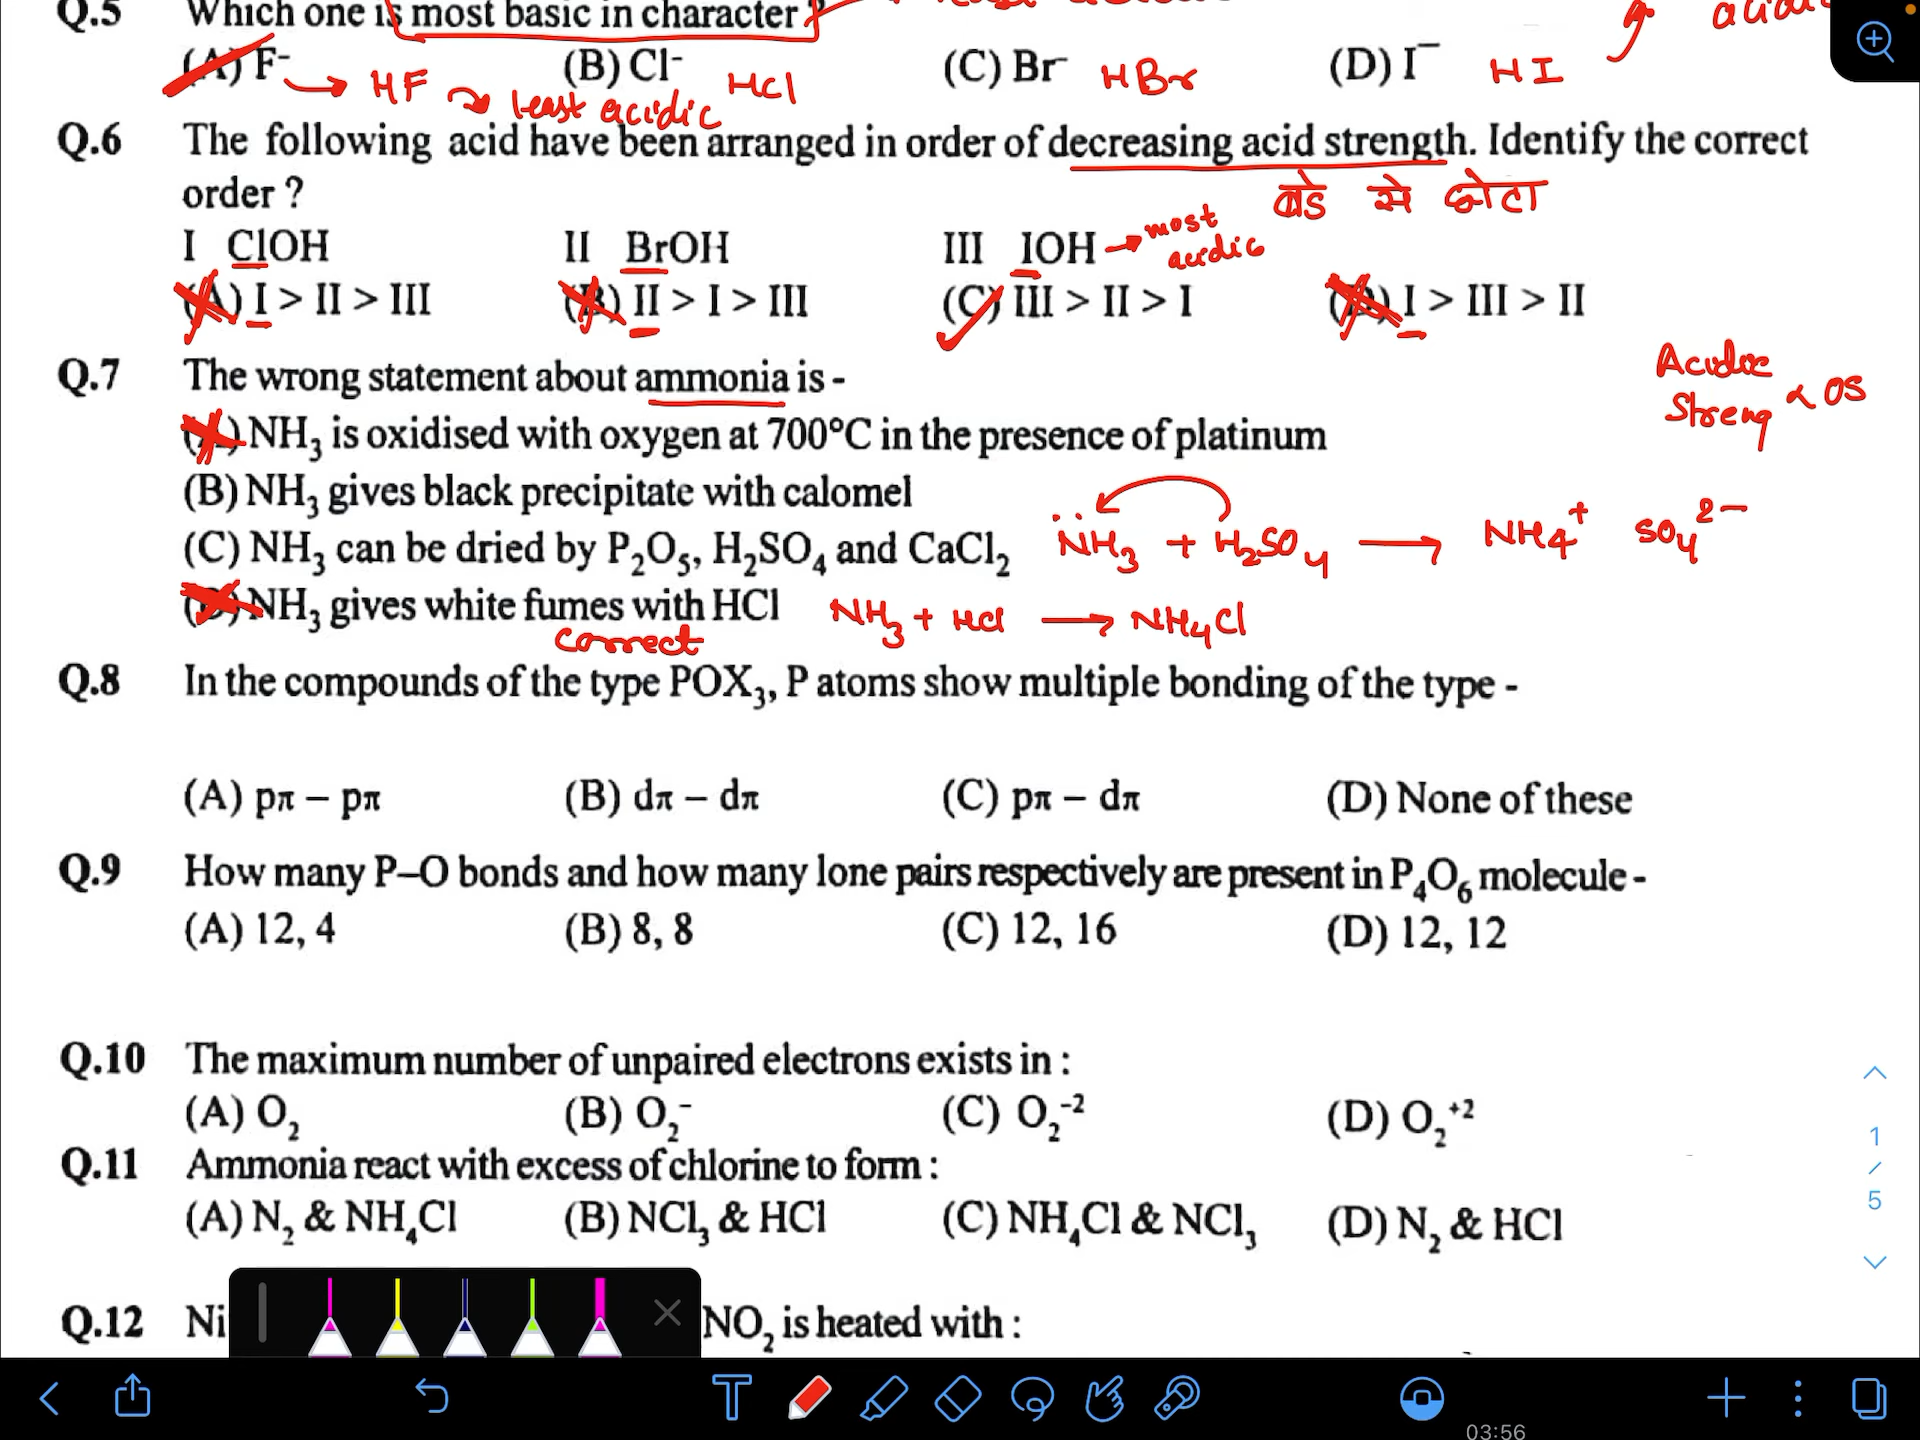 Q.5 Which one is most basic in character ?
(A) F- (B) Cl- (C) Br- (D) I- HI
→ HF least acidic HCl HBr
Q.6 The following acid have been arranged in order of decreasing acid strength. Identify the correct
order ?
बड़े से छोटा
I ClOH II BrOH III IOH → most acidic
(A) I > II > III (B) II > I > III (C) III > II > I (D) I > III > II
Q.7 The wrong statement about ammonia is -
Acidic Streng ∝ OS
(A) NH3 is oxidised with oxygen at 700°C in the presence of platinum
(B) NH3 gives black precipitate with calomel
(C) NH3 can be dried by P2O5, H2SO4 and CaCl2 NH3 + H2SO4 → NH4+ SO4 2-
(D) NH3 gives white fumes with HCl NH3 + HCl → NH4Cl
correct
Q.8 In the compounds of the type POX3, P atoms show multiple bonding of the type -
(A) pπ – pπ (B) dπ – dπ (C) pπ – dπ (D) None of these
Q.9 How many P–O bonds and how many lone pairs respectively are present in P4O6 molecule -
(A) 12, 4 (B) 8, 8 (C) 12, 16 (D) 12, 12
Q.10 The maximum number of unpaired electrons exists in :
(A) O2 (B) O2- (C) O2-2 (D) O2+2
Q.11 Ammonia react with excess of chlorine to form :
(A) N2 & NH4Cl (B) NCl3 & HCl (C) NH4Cl & NCl3 (D) N2 & HCl
1
/
5
Q.12 Ni NO2 is heated with :
03:56